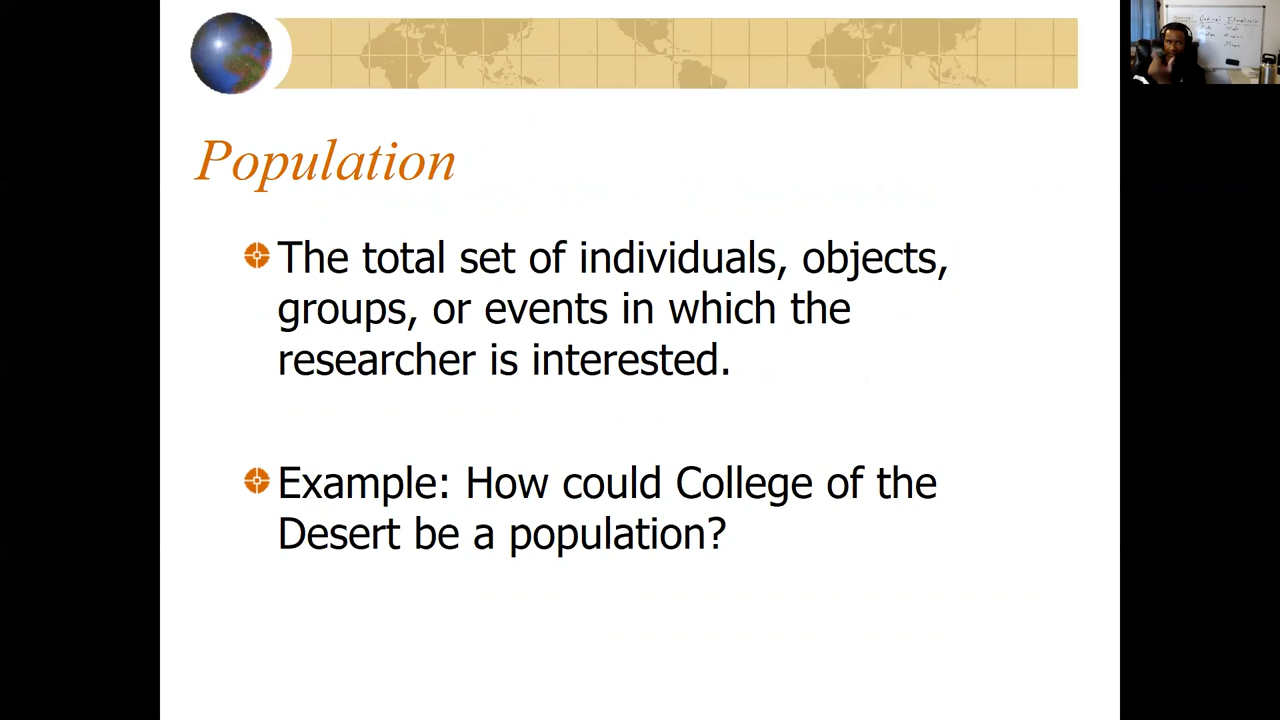 Population
The total set of individuals, objects,
groups, or events in which the
researcher is interested.
Example: How could College of the
Desert be a population?